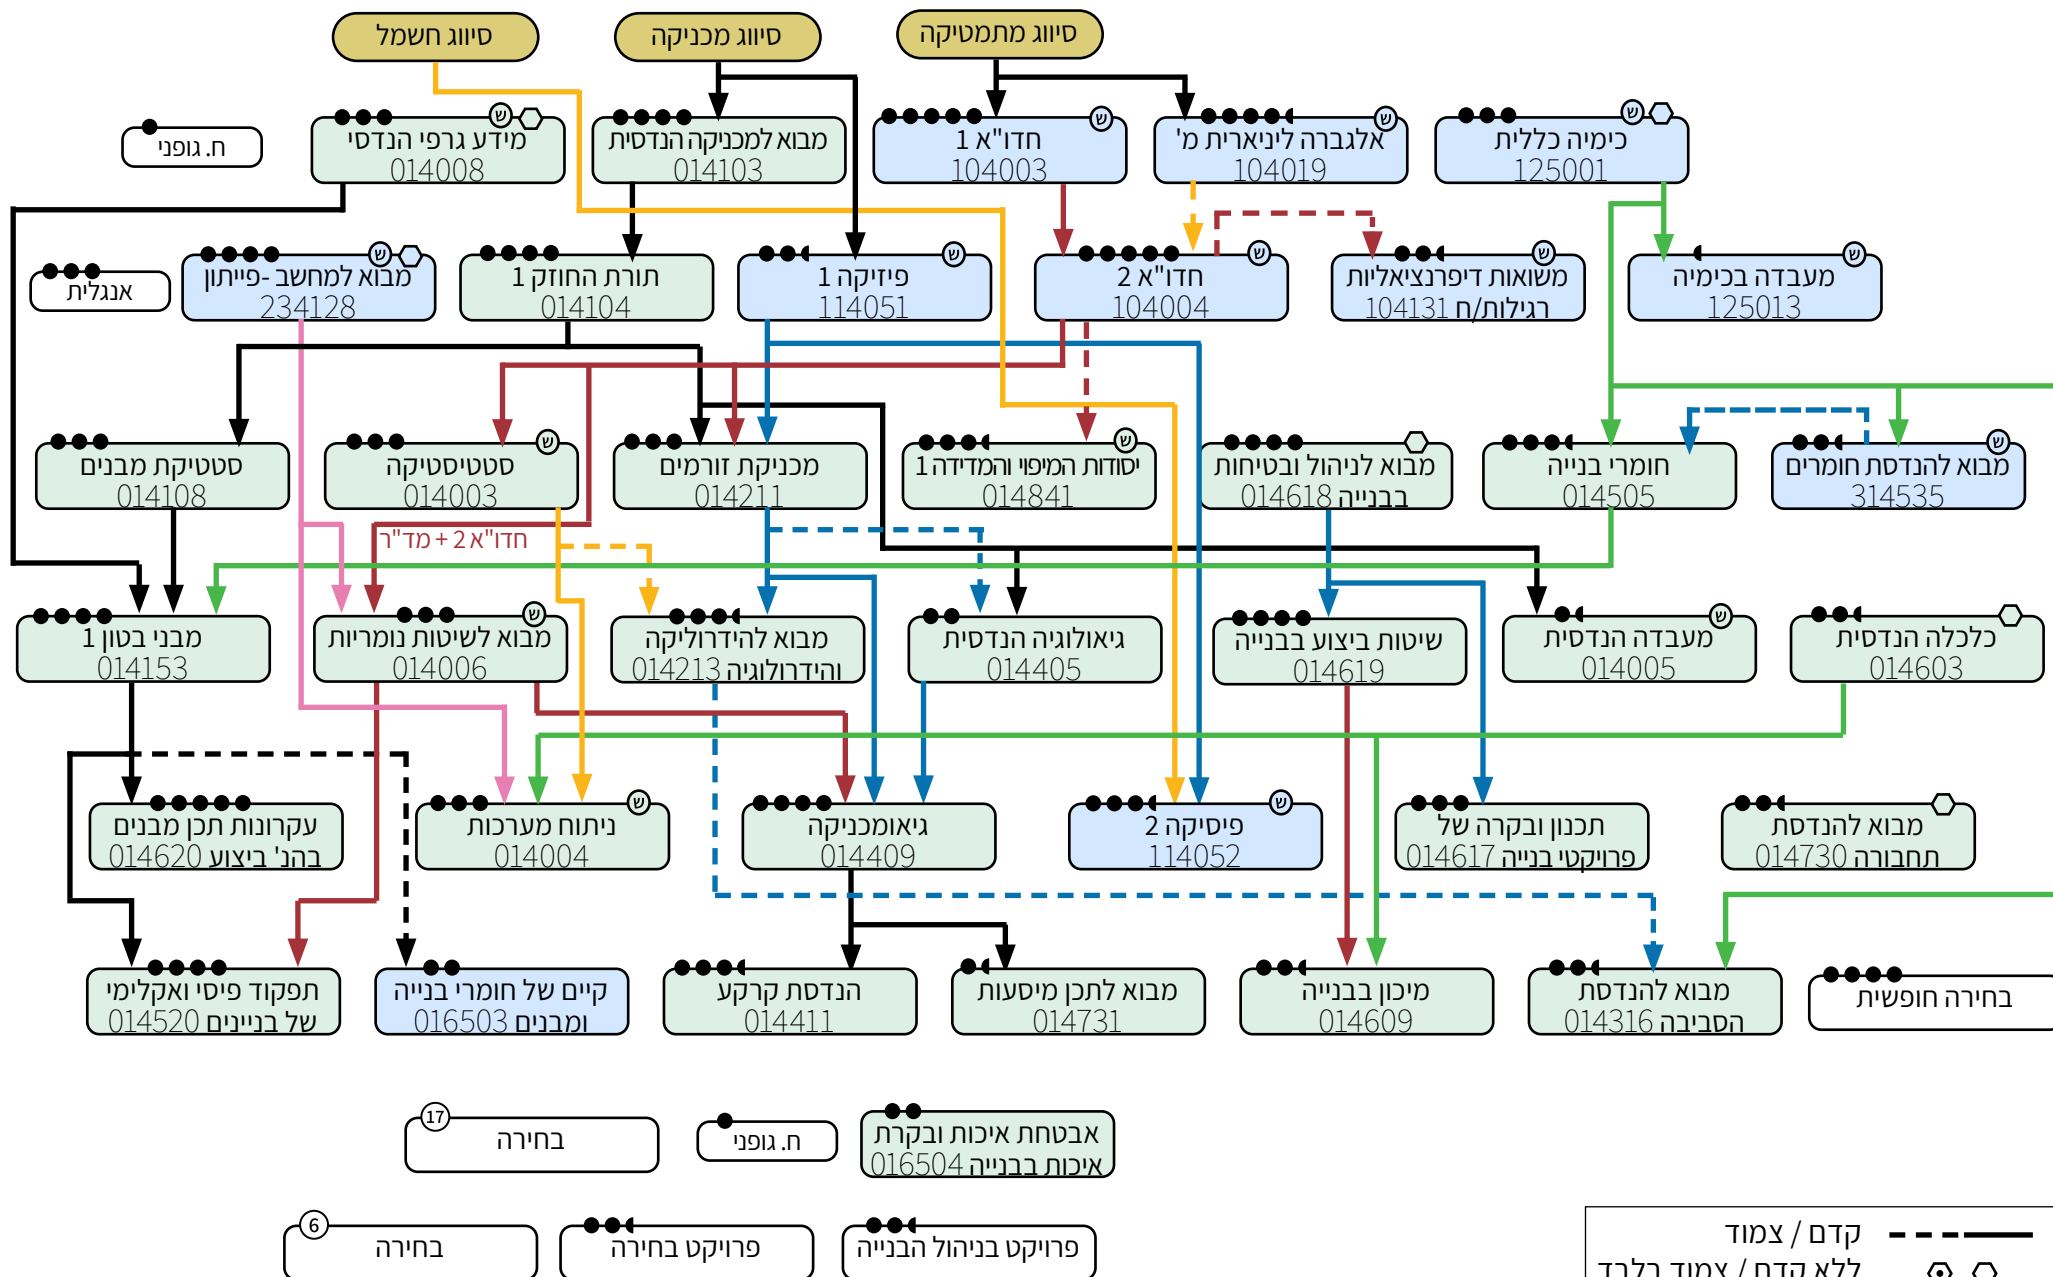 סיווג מתמטיקה
סיווג מכניקה
סיווג חשמל
ש
כימיה כללית
125001
ש
אלגברה ליניארית מ'
104019
ש
חדו"א 1
104003
מבוא למכניקה הנדסית
014103
ש
מידע גרפי הנדסי
014008
ח. גופני
ש
מעבדה בכימיה
125013
ש
משואות דיפרנציאליות
רגילות/ח 104131
ש
חדו"א 2
104004
ש
פיזיקה 1
114051
תורת החוזק 1
014104
ש
מבוא למחשב -פייתון
234128
אנגלית
ש
מבוא להנדסת חומרים
314535
חומרי בנייה
014505
מבוא לניהול ובטיחות
בבנייה 014618
ש
יסודות המיפוי והמדידה 1
014841
מכניקת זורמים
014211
ש
סטטיסטיקה
014003
סטטיקת מבנים
014108
חדו"א 2 + מד"ר
כלכלה הנדסית
014603
ש
מעבדה הנדסית
014005
שיטות ביצוע בבנייה
014619
גיאולוגיה הנדסית
014405
מבוא להידרוליקה
והידרולוגיה 014213
ש
מבוא לשיטות נומריות
014006
מבני בטון 1
014153
מבוא להנדסת
תחבורה 014730
תכנון ובקרה של
פרויקטי בנייה 014617
ש
פיסיקה 2
114052
גיאומכניקה
014409
ש
ניתוח מערכות
014004
עקרונות תכן מבנים
בהנ' ביצוע 014620
בחירה חופשית
מבוא להנדסת
הסביבה 014316
מיכון בבנייה
014609
מבוא לתכן מיסעות
014731
הנדסת קרקע
014411
קיים של חומרי בנייה
ומבנים 016503
תפקוד פיסי ואקלימי
של בניינים 014520
אבטחת איכות ובקרת
איכות בבנייה 016504
ח. גופני
17
בחירה
פרויקט בניהול הבנייה
פרויקט בחירה
6
בחירה
קדם / צמוד
ללא קדם / צמוד בלבד